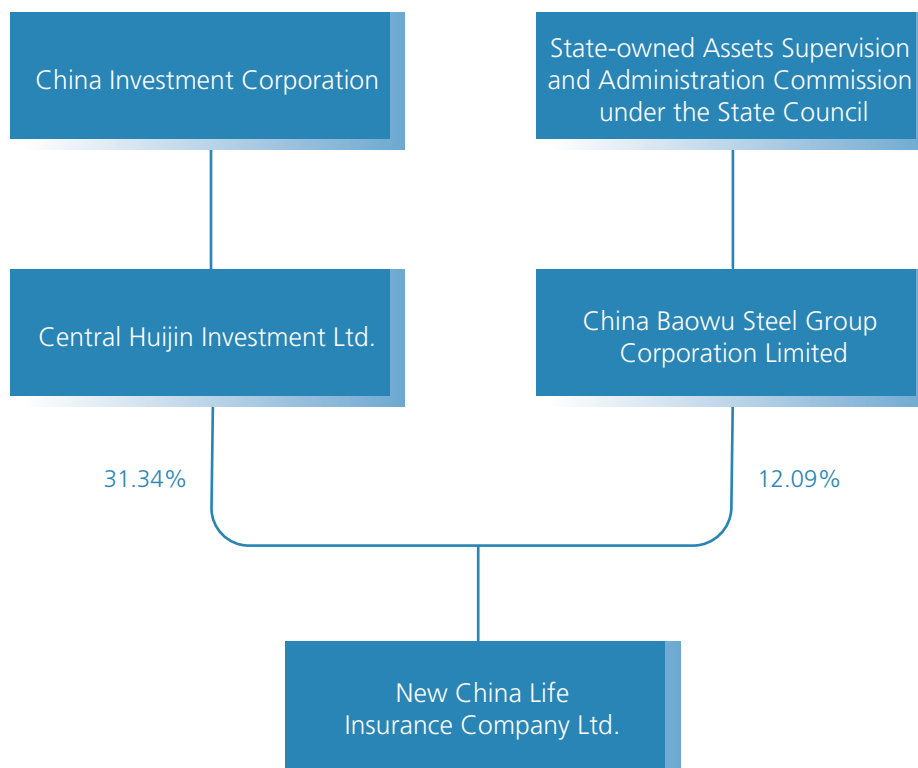 China Investment Corporation
State-owned Assets Supervision
and Administration Commission
under the State Council
Central Huijin Investment Ltd.
China Baowu Steel Group
Corporation Limited
31.34%
12.09%
New China Life
Insurance Company Ltd.